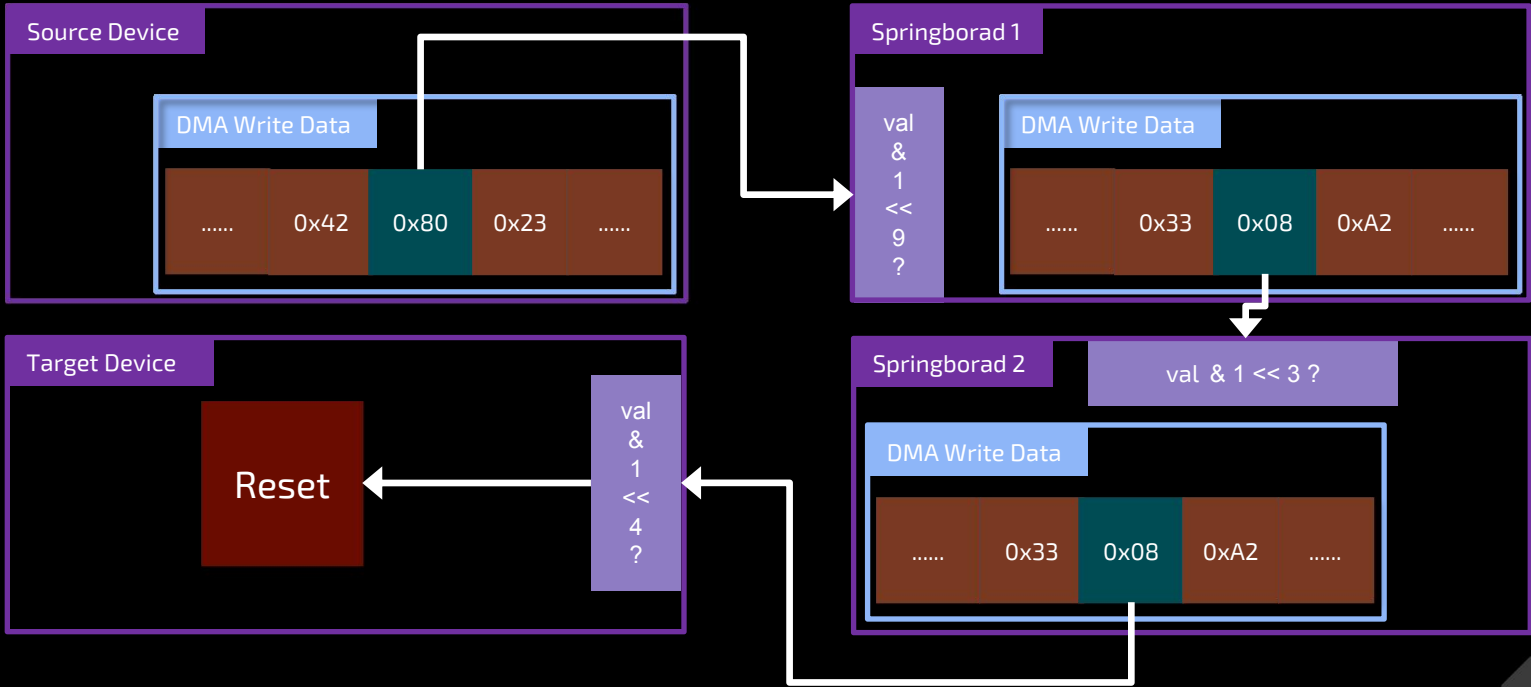 Source Device
DMA Write Data
...... 0x42 0x80 0x23 ......
Springborad 1
val
&
1
<<
9
?
DMA Write Data
...... 0x33 0x08 0xA2 ......
Target Device
Reset
val
&
1
<<
4
?
Springborad 2
val & 1 << 3 ?
DMA Write Data
...... 0x33 0x08 0xA2 ......